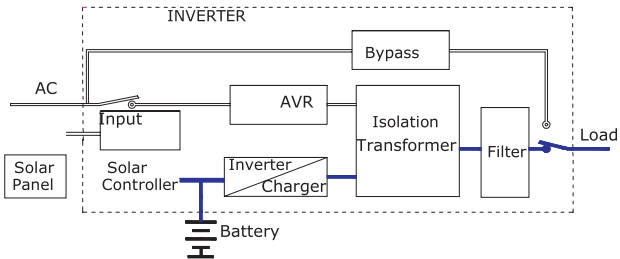 INVERTER
Bypass
AC
AVR
Input
Isolation
Transformer
Load
Filter
Solar
Panel
Solar
Controller
Inverter
Charger
Battery